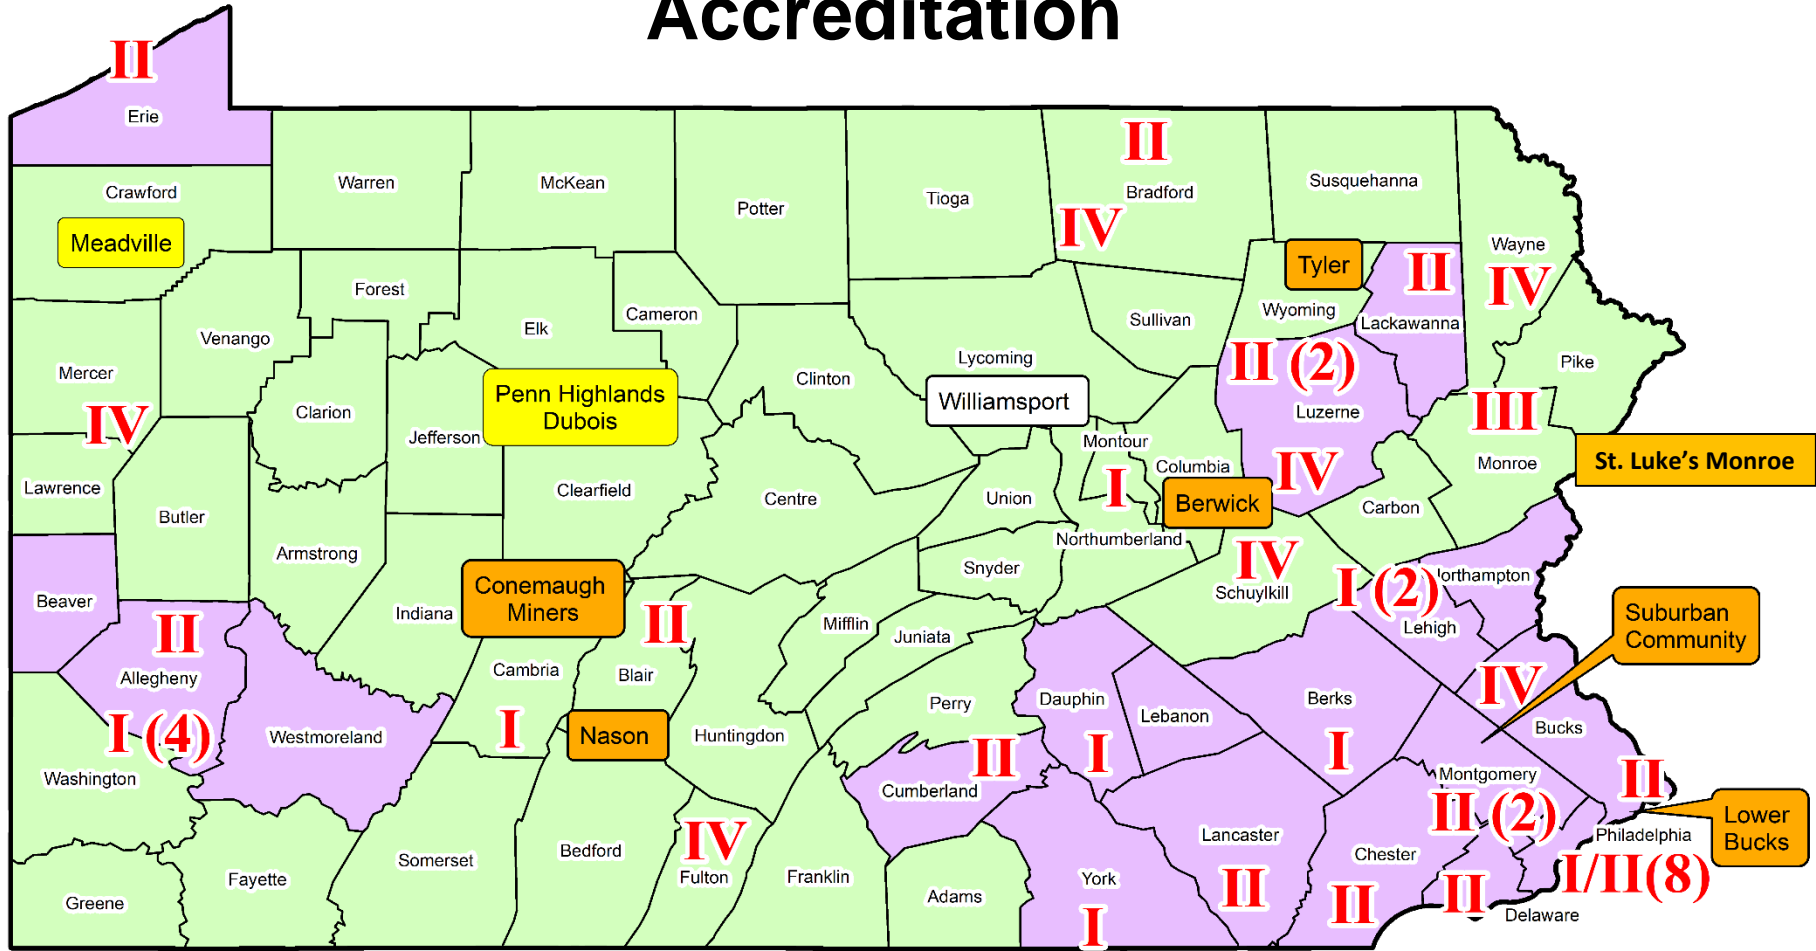 Accreditation
II
Erie
Crawford
Meadville
Warren
McKean
Potter
Tioga
II
Bradford
IV
Susquehanna
Wayne
IV
Tyler
II
Wyoming
Lackawanna
Forest
Venango
Elk
Cameron
Sullivan
Lycoming
Clinton
Mercer
IV
Clarion
Jefferson
Penn Highlands
Dubois
Williamsport
II (2)
Luzerne
IV
Pike
III
Monroe
St. Luke's Monroe
Montour
I
Columbia
Berwick
Lawrence
Butler
Clearfield
Centre
Union
Carbon
Armstrong
Northumberland
Snyder
IV
Schuylkill
I (2)
Northampton
Lehigh
Suburban
Community
Beaver
Indiana
Conemaugh
Miners
II
Blair
Mifflin
Juniata
II
Allegheny
I (4)
Westmoreland
Cambria
I
Nason
Huntingdon
Perry
Dauphin
I
Lebanon
Berks
I
IV
Bucks
II
Lower
Bucks
Washington
II
Cumberland
Montgomery
II (2)
Philadelphia
I/II(8)
Greene
Fayette
Somerset
Bedford
IV
Fulton
Franklin
Adams
York
I
Lancaster
II
Chester
II
II
Delaware